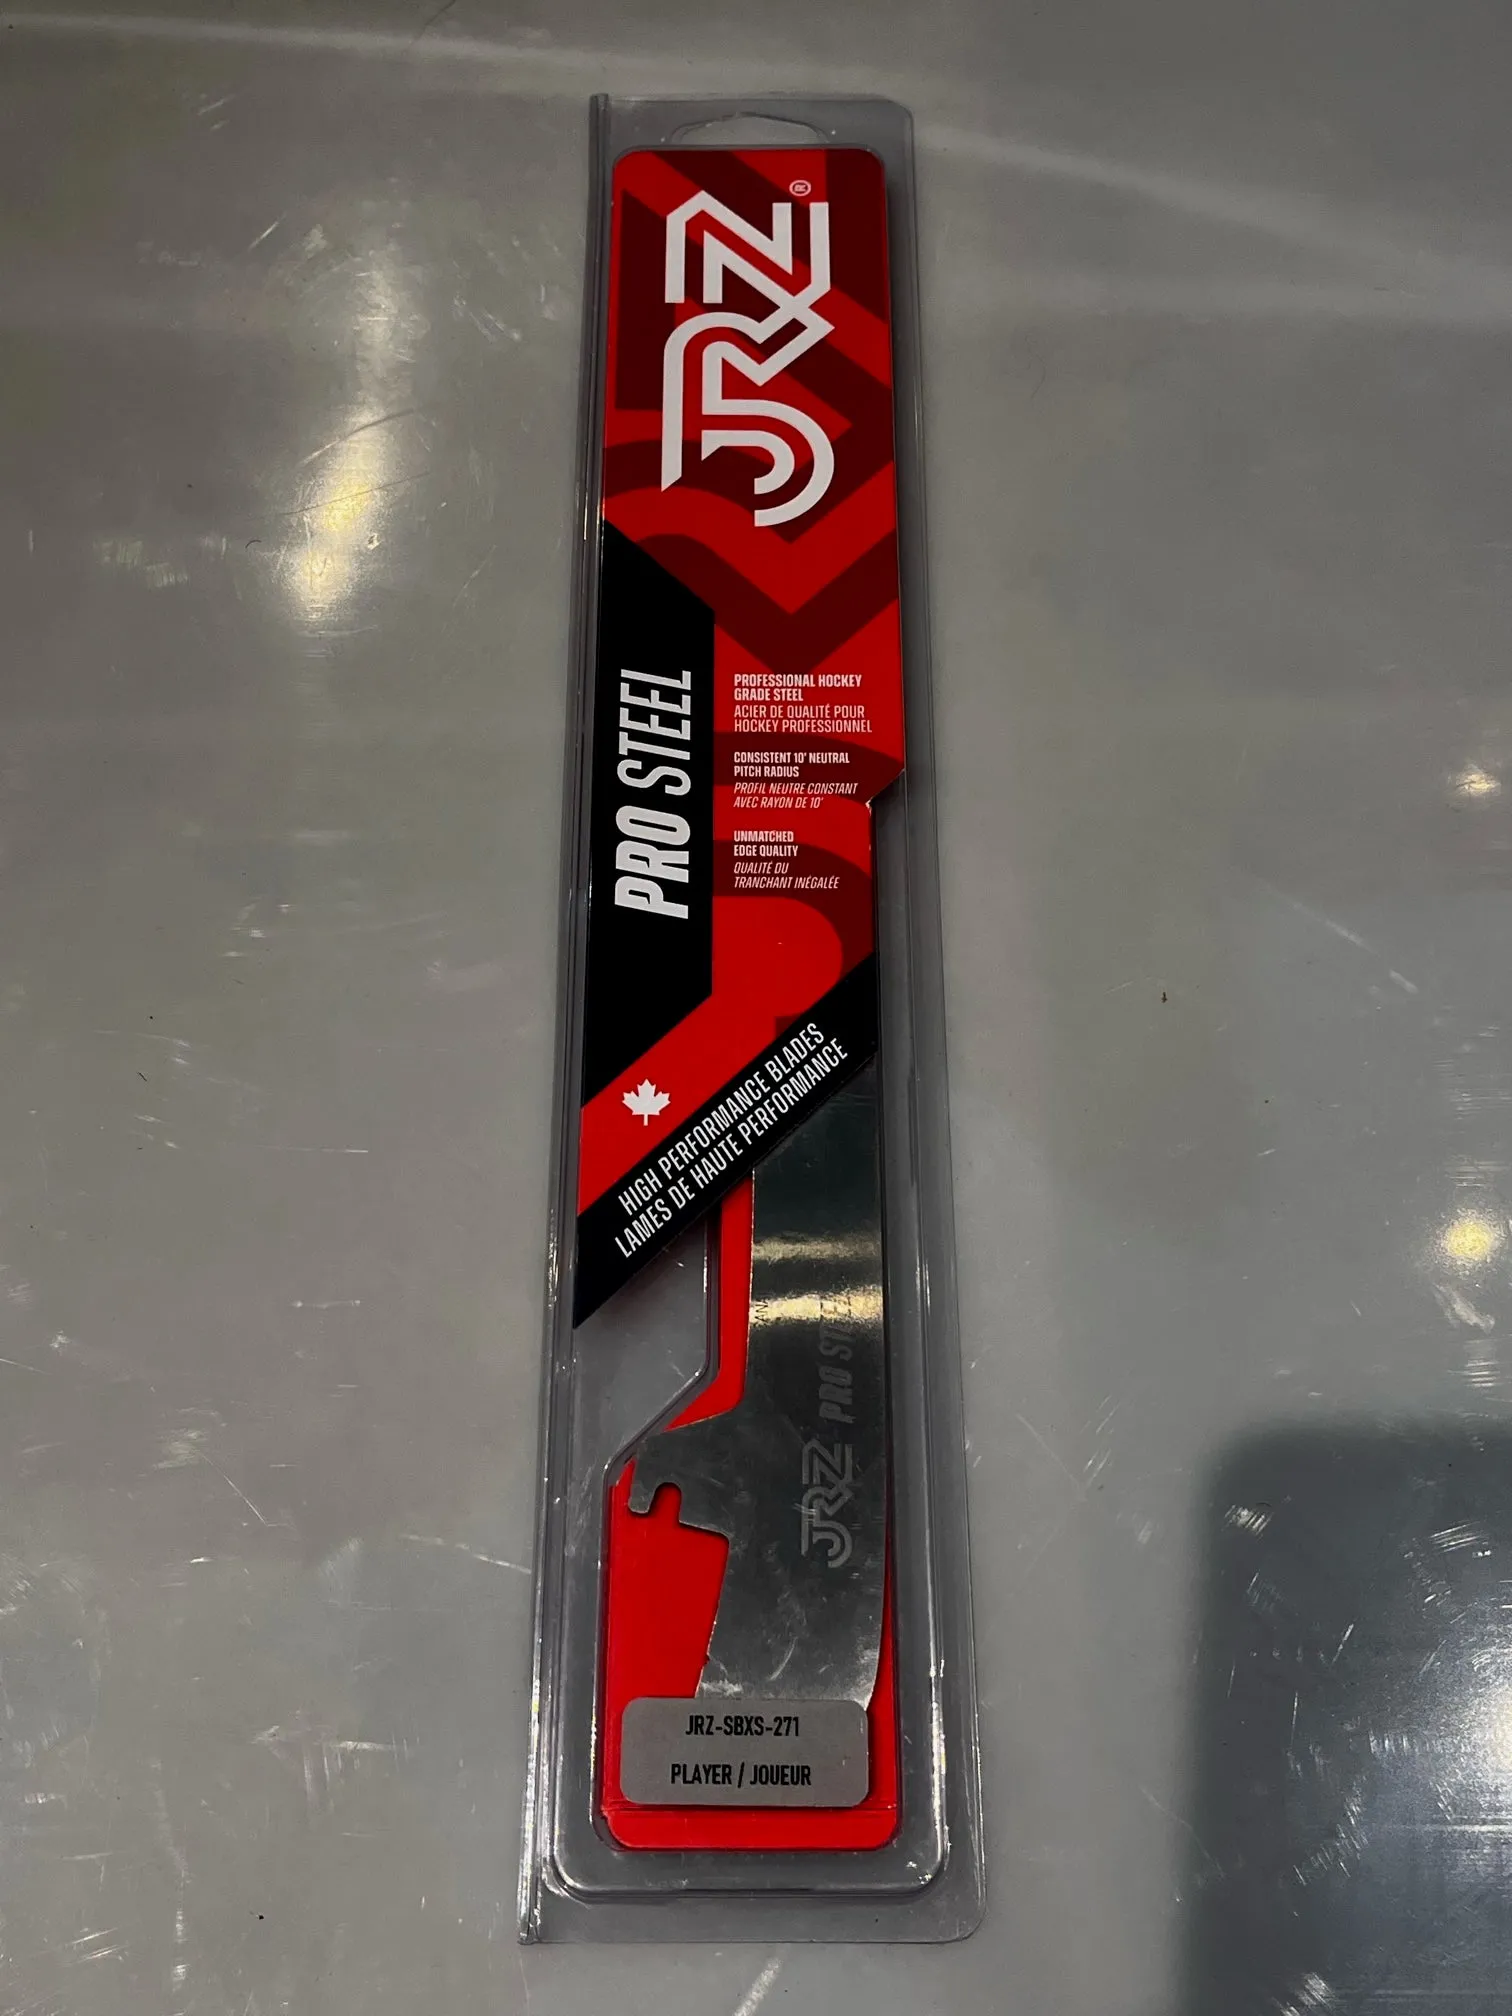 JRZ®
PRO STEEL
PROFESSIONAL HOCKEY
GRADE STEEL
ACIER DE QUALITÉ POUR
HOCKEY PROFESSIONNEL
CONSISTENT 10' NEUTRAL
PITCH RADIUS
PROFIL NEUTRE CONSTANT
AVEC RAYON DE 10'
UNMATCHED
EDGE QUALITY
QUALITÉ DU
TRANCHANT INÉGALÉE
HIGH PERFORMANCE BLADES
LAMES DE HAUTE PERFORMANCE
JRZ PRO
JRZ-SBXS-271
PLAYER / JOUEUR